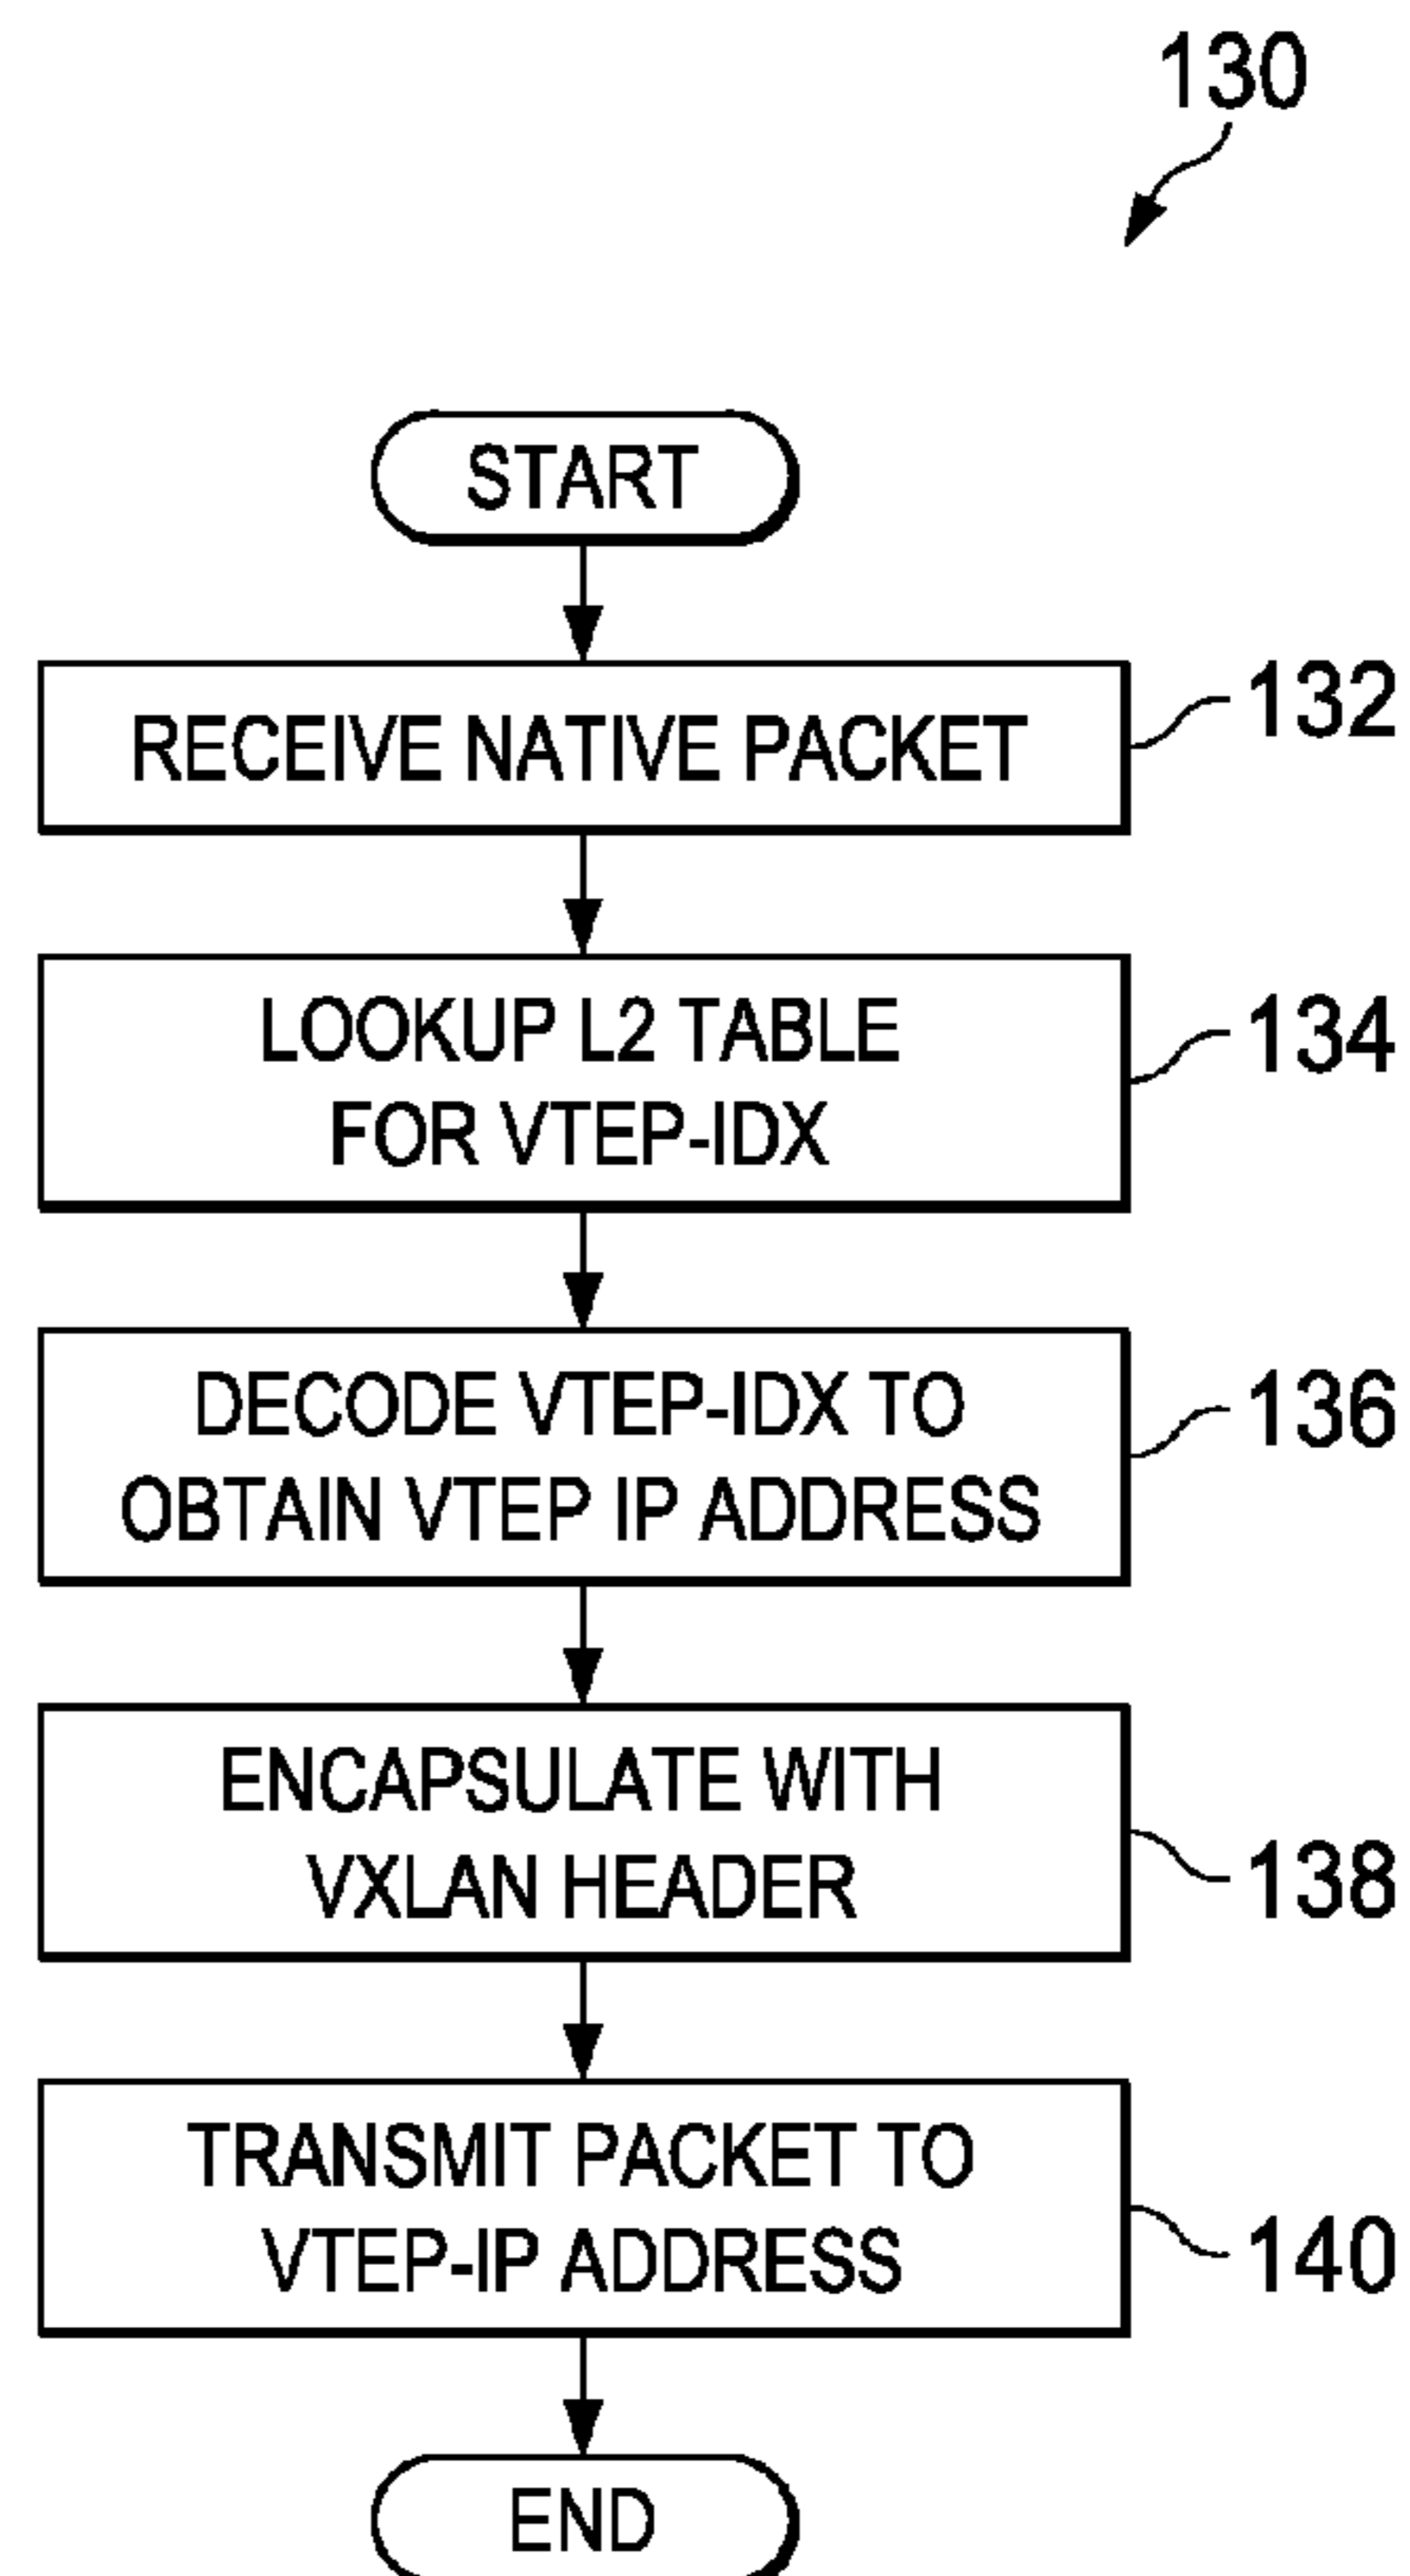 130
START
RECEIVE NATIVE PACKET
132
LOOKUP L2 TABLE
FOR VTEP-IDX
134
DECODE VTEP-IDX TO
OBTAIN VTEP IP ADDRESS
136
ENCAPSULATE WITH
VXLAN HEADER
138
TRANSMIT PACKET TO
VTEP-IP ADDRESS
140
END